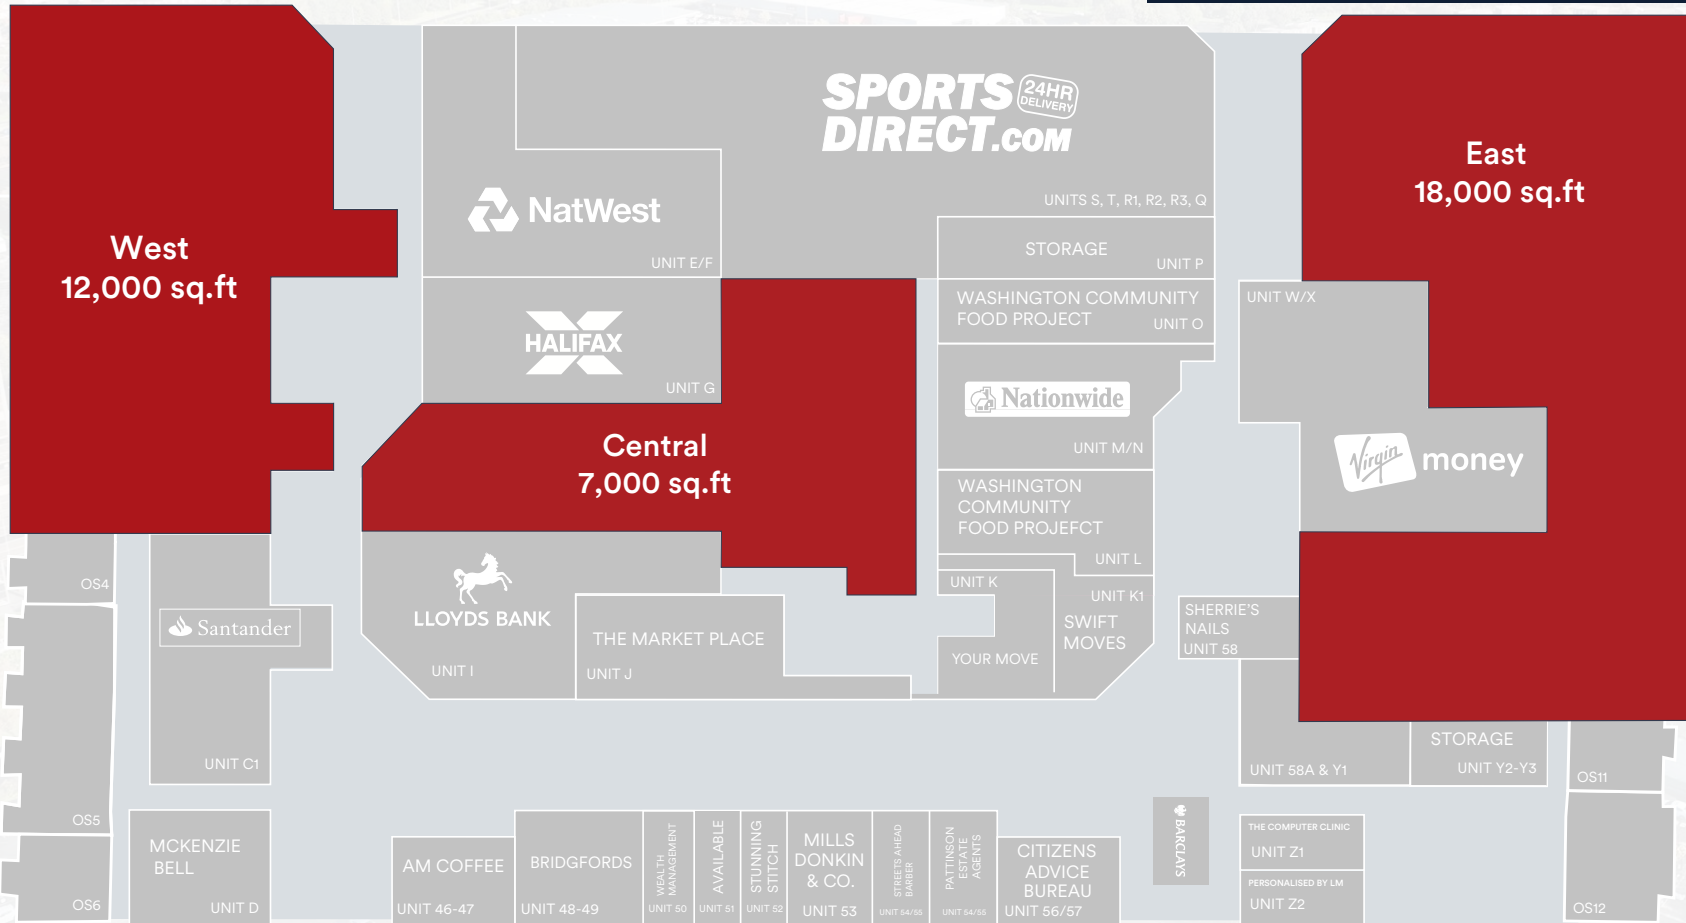 SPORTS
DIRECT.COM
24HR
DELIVERY
UNITS S, T, R1, R2, R3, Q
East
18,000 sq.ft
West
12,000 sq.ft
NatWest
UNIT E/F
STORAGE
UNIT P
WASHINGTON COMMUNITY
FOOD PROJECT
UNIT O
UNIT W/X
HALIFAX
UNIT G
Nationwide
UNIT M/N
Central
7,000 sq.ft
Virgin money
WASHINGTON
COMMUNITY
FOOD PROJEFCT
UNIT L
OS4
LLOYDS BANK
UNIT I
THE MARKET PLACE
UNIT J
UNIT K
YOUR MOVE
UNIT K1
SWIFT
MOVES
SHERRIE'S
NAILS
UNIT 58
Santander
UNIT C1
UNIT 58A & Y1
STORAGE
UNIT Y2-Y3
OS11
OS5
MCKENZIE
BELL
UNIT D
OS6
AM COFFEE
UNIT 46-47
BRIDGFORDS
UNIT 48-49
WEALTH
MANAGEMENT
UNIT 50
AVAILABLE
UNIT 51
STUNNING
STITCH
UNIT 52
MILLS
DONKIN
& CO.
UNIT 53
STREETS AHEAD
BARBER
UNIT 54/55
PATTINSON
ESTATE
AGENTS
UNIT 54/55
CITIZENS
ADVICE
BUREAU
UNIT 56/57
BARCLAYS
THE COMPUTER CLINIC
UNIT Z1
PERSONALISED BY LM
UNIT Z2
OS12